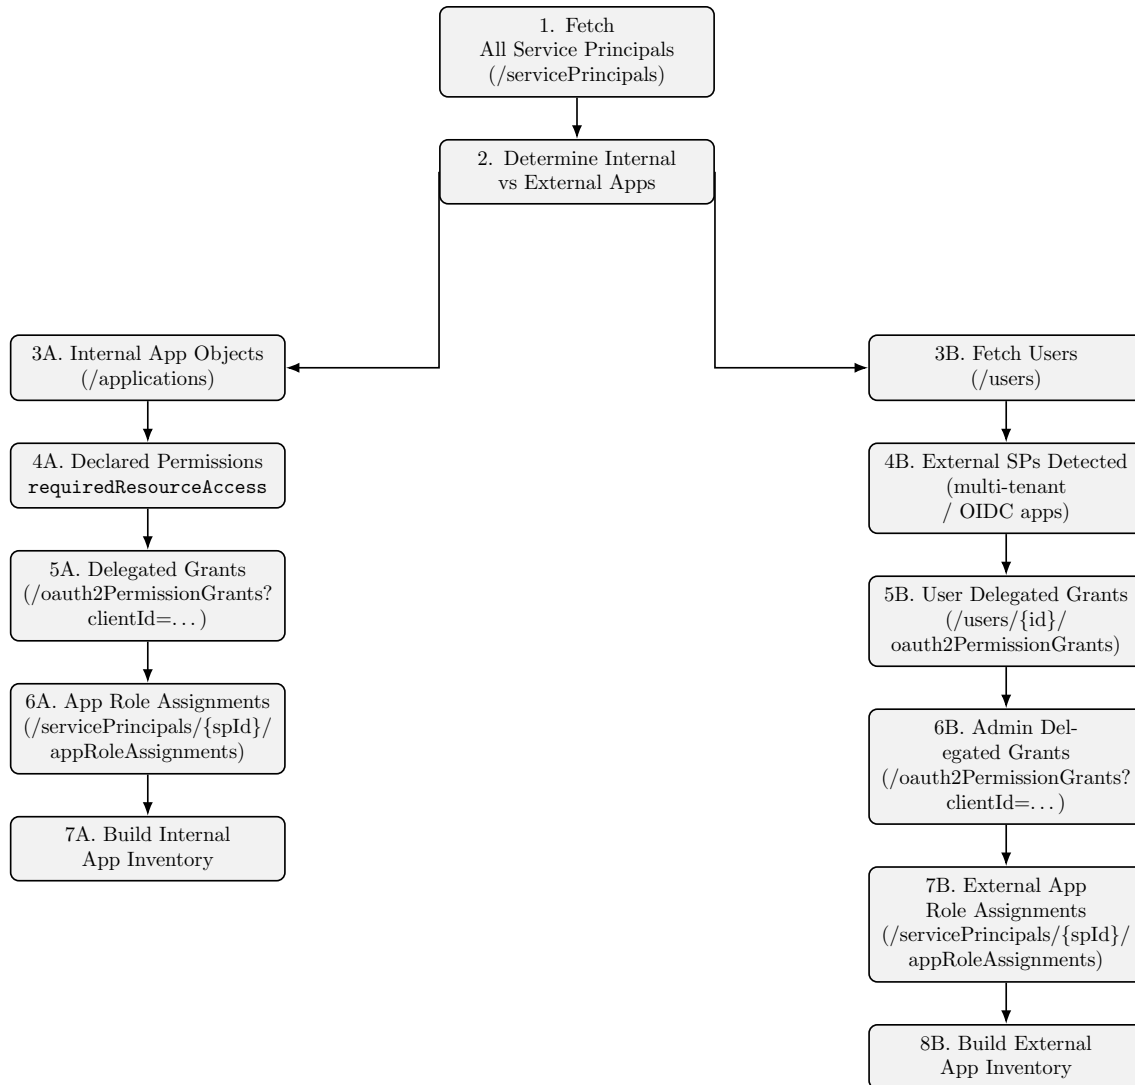 1. Fetch
All Service Principals
(/servicePrincipals)
2. Determine Internal
vs External Apps
3A. Internal App Objects
(/applications)
4A. Declared Permissions
requiredResourceAccess
5A. Delegated Grants
(/oauth2PermissionGrants?
clientId=...)
6A. App Role Assignments
(/servicePrincipals/{spId}/
appRoleAssignments)
7A. Build Internal
App Inventory
3B. Fetch Users
(/users)
4B. External SPs Detected
(multi-tenant
/ OIDC apps)
5B. User Delegated Grants
(/users/{id}/
oauth2PermissionGrants)
6B. Admin Del-
egated Grants
(/oauth2PermissionGrants?
clientId=...)
7B. External App
Role Assignments
(/servicePrincipals/{spId}/
appRoleAssignments)
8B. Build External
App Inventory